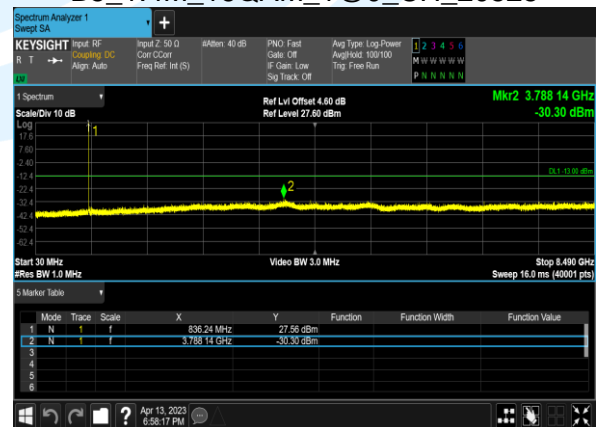 Spectrum Analyzer 1
Swept SA
+
KEYSIGHT
R T
LXI
Input: RF
Coupling: DC
Align: Auto
Input Z: 50 Ω
Corr CCorr
Freq Ref: Int (S)
#Atten: 40 dB
PNO: Fast
Gate: Off
IF Gain: Low
Sig Track: Off
Avg Type: Log-Power
Avg|Hold: 100/100
Trig: Free Run
1 2 3 4 5 6
M W W W W W
P N N N N N
1 Spectrum
Scale/Div 10 dB
Ref Lvl Offset 4.60 dB
Ref Level 27.60 dBm
Mkr2 3.788 14 GHz
-30.30 dBm
Log
17.6
7.60
-2.40
-12.4
-22.4
-32.4
-42.4
-52.4
-62.4
1
2
DL1 -13.00 dBm
Start 30 MHz
#Res BW 1.0 MHz
Video BW 3.0 MHz
Stop 8.490 GHz
Sweep 16.0 ms (40001 pts)
5 Marker Table
Mode Trace Scale X Y Function Function Width Function Value
1 N 1 f 836.24 MHz 27.56 dBm
2 N 1 f 3.788 14 GHz -30.30 dBm
3
4
5
6
?
Apr 13, 2023
6:58:17 PM